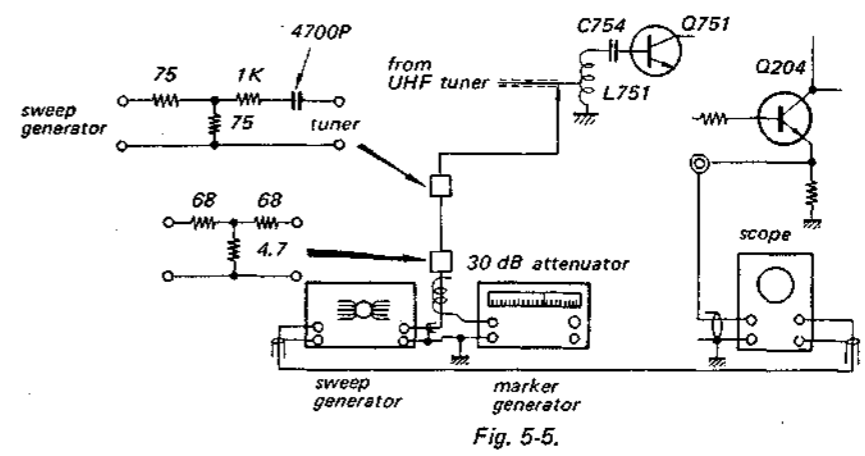 4700P
75
1K
sweep
generator
75
tuner
from
UHF tuner
C754
Q751
L751
Q204
68
68
4.7
30 dB attenuator
scope
sweep
generator
marker
generator
Fig. 5-5.